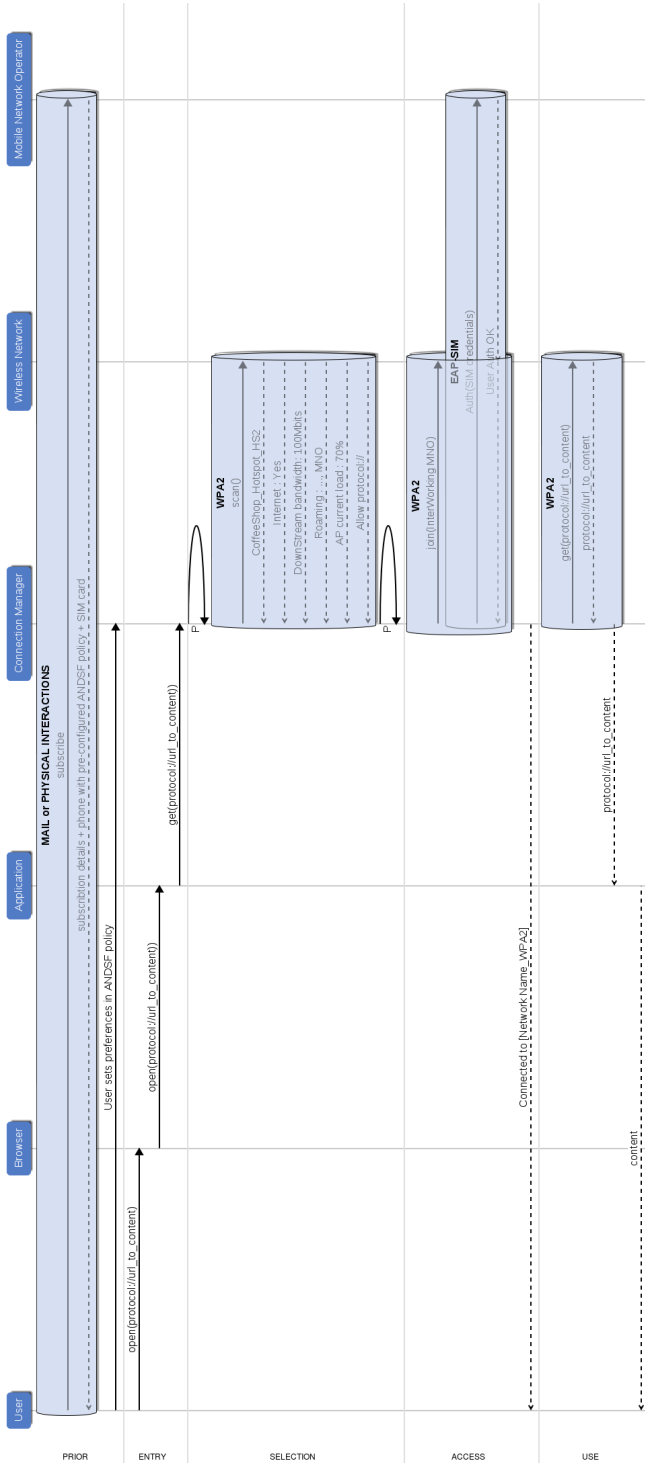 User
Browser
Application
Connection Manager
Wireless Network
Mobile Network Operator
PRIOR
MAIL or PHYSICAL INTERACTIONS
subscribe
subscribtion details + phone with pre-configured ANDSF policy + SIM card
User sets preferences in ANDSF policy
ENTRY
open(protocol://url_to_content))
open(protocol://url_to_content))
get(protocol://url_to_content))
SELECTION
P
WPA2
scan()
CoffeeShop_Hotspot_HS2
Internet : Yes
DownStream bandwidth: 100Mbits
Roaming : ..., MNO
AP current load : 70%
Allow protocol://
P
ACCESS
WPA2
join(InterWorking MNO)
EAP-SIM
Auth(SIM credentials)
User Auth OK
Connected to [Network Name_WPA2]
USE
WPA2
get(protocol://url_to_content)
protocol://url_to_content
protocol://url_to_content
content